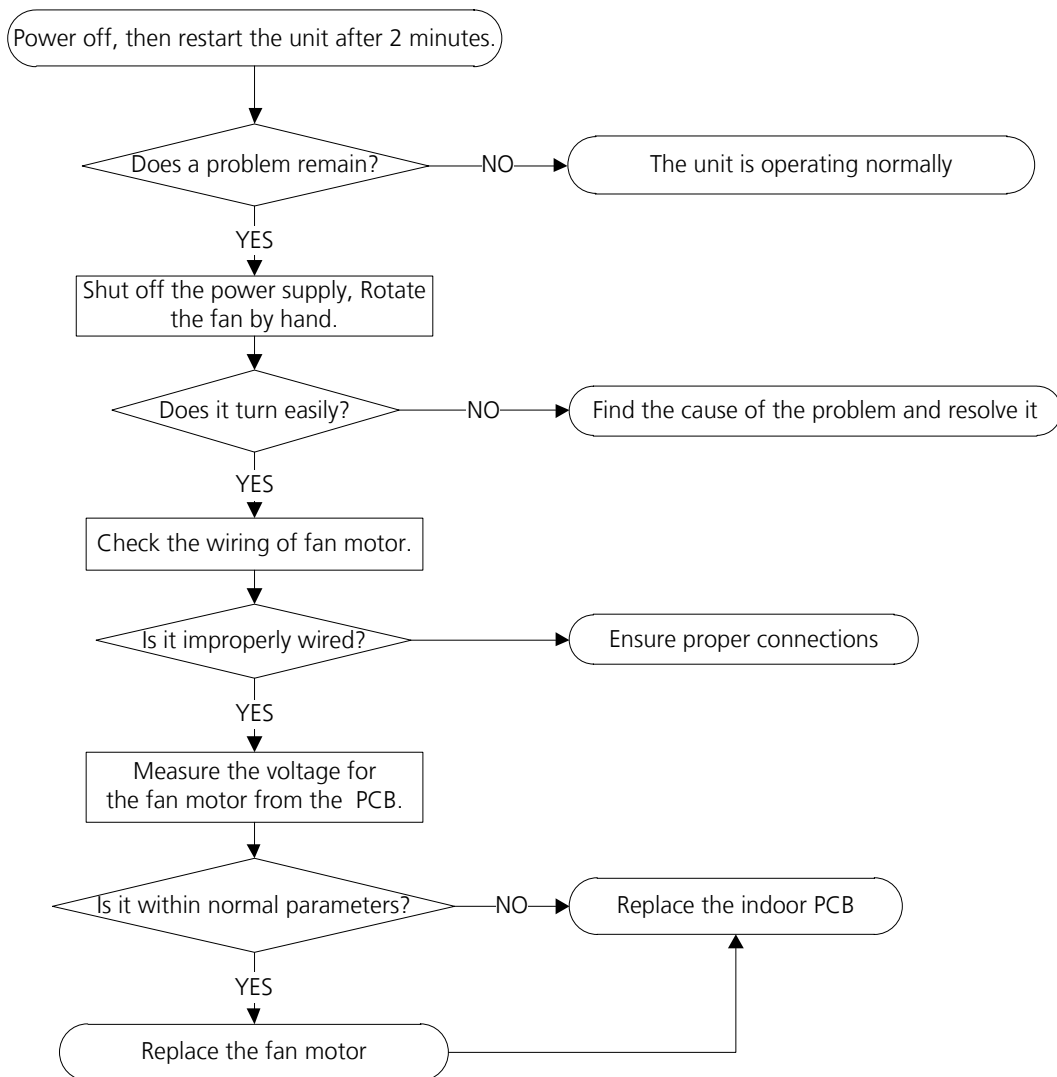 Power off, then restart the unit after 2 minutes.
Does a problem remain?
NO
The unit is operating normally
YES
Shut off the power supply, Rotate
the fan by hand.
Does it turn easily?
NO
Find the cause of the problem and resolve it
YES
Check the wiring of fan motor.
Is it improperly wired?
Ensure proper connections
YES
Measure the voltage for
the fan motor from the PCB.
Is it within normal parameters?
NO
Replace the indoor PCB
YES
Replace the fan motor